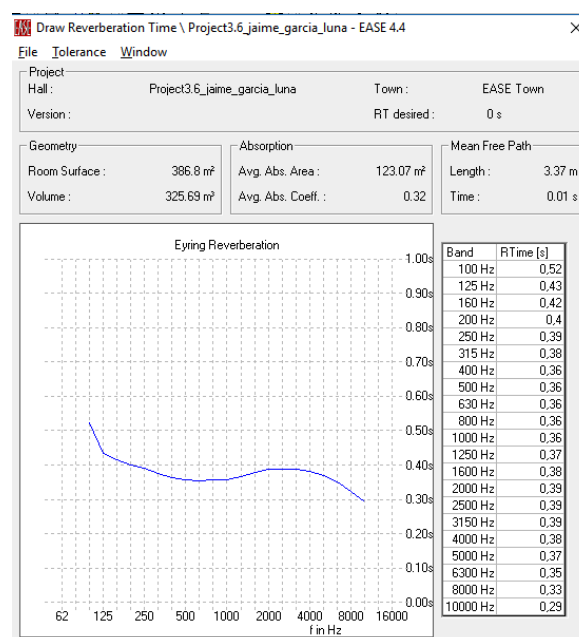 Draw Reverberation Time \ Project3.6_jaime_garcia_luna - EASE 4.4
File Tolerance Window
Project
Hall : Project3.6_jaime_garcia_luna Town : EASE Town
Version : RT desired : 0 s
Geometry Absorption Mean Free Path
Room Surface : 386.8 m² Avg. Abs. Area : 123.07 m² Length : 3.37 m
Volume : 325.69 m³ Avg. Abs. Coeff. : 0.32 Time : 0.01 s
Eyring Reverberation
1.00s
0.90s
0.80s
0.70s
0.60s
0.50s
0.40s
0.30s
0.20s
0.10s
0.00s
62 125 250 500 1000 2000 4000 8000 16000
f in Hz
Band RTime [s]
100 Hz 0,52
125 Hz 0,43
160 Hz 0,42
200 Hz 0,4
250 Hz 0,39
315 Hz 0,38
400 Hz 0,36
500 Hz 0,36
630 Hz 0,36
800 Hz 0,36
1000 Hz 0,36
1250 Hz 0,37
1600 Hz 0,38
2000 Hz 0,39
2500 Hz 0,39
3150 Hz 0,39
4000 Hz 0,38
5000 Hz 0,37
6300 Hz 0,35
8000 Hz 0,33
10000 Hz 0,29